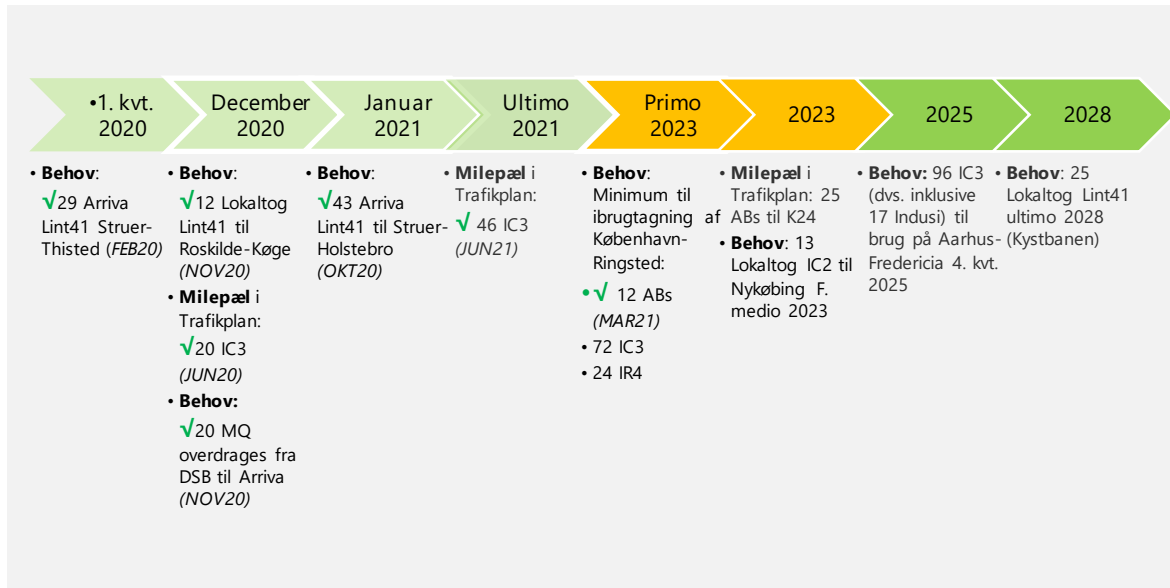 •1. kvt.
2020
December
2020
Januar
2021
Ultimo
2021
Primo
2023
2023
2025
2028
• Behov:
√29 Arriva
Lint41 Struer-
Thisted (FEB20)
• Behov:
√12 Lokaltog
Lint41 til
Roskilde-Køge
(NOV20)
• Milepæl i
Trafikplan:
√20 IC3
(JUN20)
• Behov:
√20 MQ
overdrages fra
DSB til Arriva
(NOV20)
• Behov:
√43 Arriva
Lint41 til Struer-
Holstebro
(OKT20)
• Milepæl i
Trafikplan:
√ 46 IC3
(JUN21)
• Behov:
Minimum til
ibrugtagning af
København-
Ringsted:
• √ 12 ABs
(MAR21)
• 72 IC3
• 24 IR4
• Milepæl i
Trafikplan: 25
ABs til K24
• Behov: 13
Lokaltog IC2 til
Nykøbing F.
medio 2023
• Behov: 96 IC3
(dvs. inklusive
17 Indusi) til
brug på Aarhus-
Fredericia 4. kvt.
2025
• Behov: 25
Lokaltog Lint41
ultimo 2028
(Kystbanen)